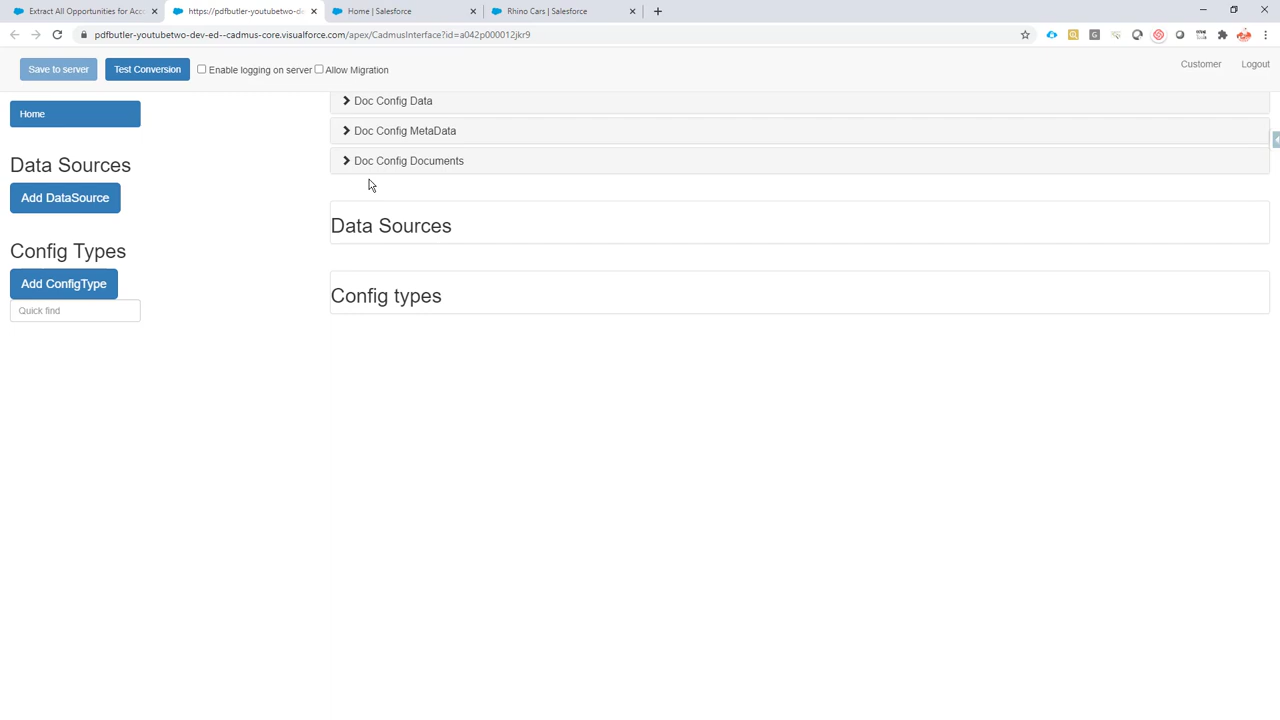 Extract All Opportunities for Acco
https://pdfbutler-youtubetwo-de
Home | Salesforce
Rhino Cars | Salesforce
pdfbutler-youtubetwo-dev-ed--cadmus-core.visualforce.com/apex/CadmusInterface?id=a042p000012jkr9
Save to server
Test Conversion
Enable logging on server
Allow Migration
Customer
Logout
Home
Data Sources
Add DataSource
Config Types
Add ConfigType
Quick find
Doc Config Data
Doc Config MetaData
Doc Config Documents
Data Sources
Config types